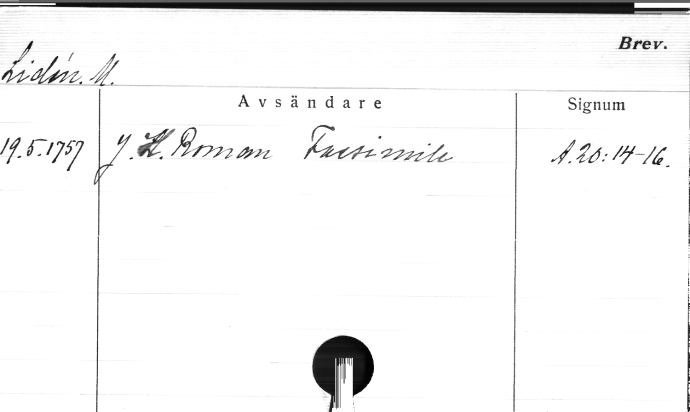 Brev.
Lidén. M.
Avsändare Signum
19.5.1757 J. H. Roman Facsimile A.20:14-16.